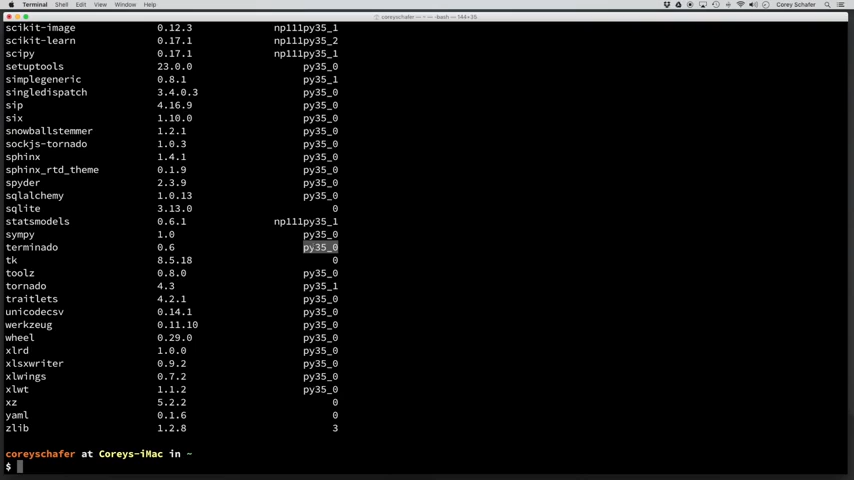 Terminal Shell Edit View Window Help Corey Schafer
coreyschafer — ~ — -bash — 144×36
scikit-image 0.12.3 np111py35_1
scikit-learn 0.17.1 np111py35_2
scipy 0.17.1 np111py35_1
setuptools 23.0.0 py35_0
simplegeneric 0.8.1 py35_1
singledispatch 3.4.0.3 py35_0
sip 4.16.9 py35_0
six 1.10.0 py35_0
snowballstemmer 1.2.1 py35_0
sockjs-tornado 1.0.3 py35_0
sphinx 1.4.1 py35_0
sphinx_rtd_theme 0.1.9 py35_0
spyder 2.3.9 py35_0
sqlalchemy 1.0.13 py35_0
sqlite 3.13.0 0
statsmodels 0.6.1 np111py35_1
sympy 1.0 py35_0
terminado 0.6 py35_0
tk 8.5.18 0
toolz 0.8.0 py35_0
tornado 4.3 py35_1
traitlets 4.2.1 py35_0
unicodecsv 0.14.1 py35_0
werkzeug 0.11.10 py35_0
wheel 0.29.0 py35_0
xlrd 1.0.0 py35_0
xlsxwriter 0.9.2 py35_0
xlwings 0.7.2 py35_0
xlwt 1.1.2 py35_0
xz 5.2.2 0
yaml 0.1.6 0
zlib 1.2.8 3
coreyschafer at Coreys-iMac in ~
$